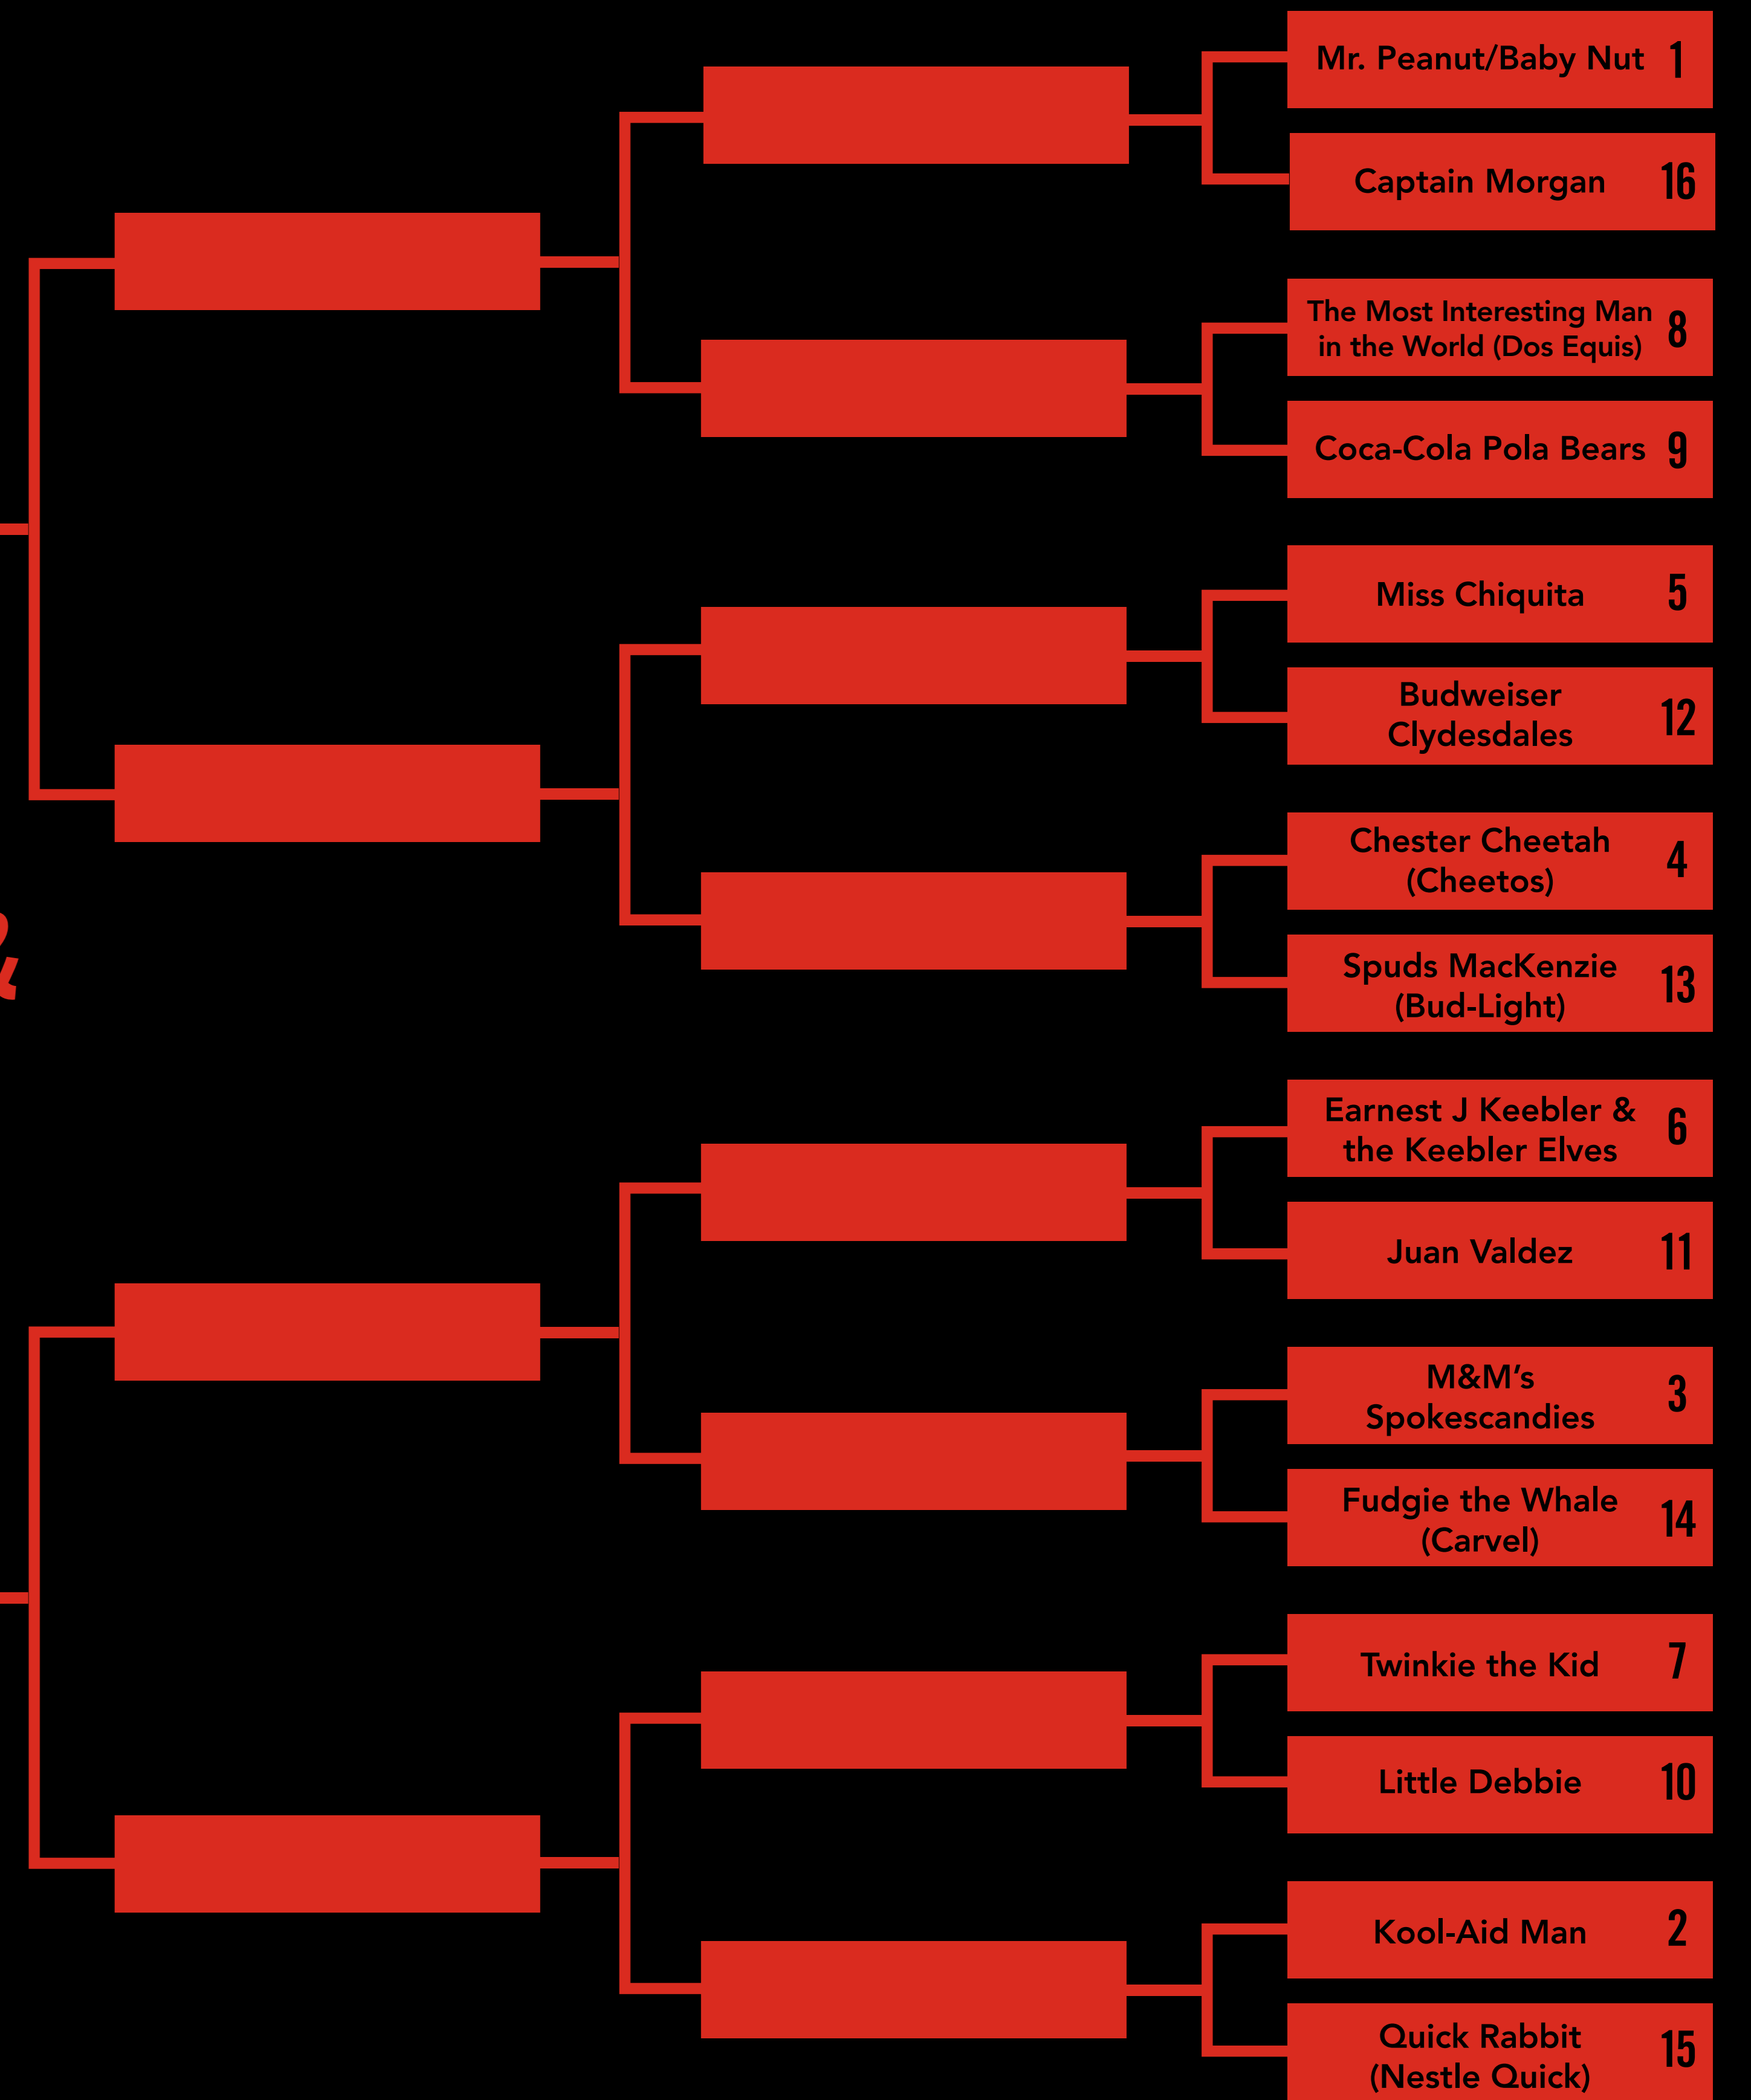 Mr. Peanut/Baby Nut 1
Captain Morgan 16
The Most Interesting Man
in the World (Dos Equis) 8
Coca-Cola Pola Bears 9
Miss Chiquita 5
Budweiser
Clydesdales 12
Chester Cheetah
(Cheetos) 4
Spuds MacKenzie
(Bud-Light) 13
&
Earnest J Keebler &
the Keebler Elves 6
Juan Valdez 11
M&M’s
Spokescandies 3
Fudgie the Whale
(Carvel) 14
Twinkie the Kid 7
Little Debbie 10
Kool-Aid Man 2
Quick Rabbit
(Nestle Quick) 15